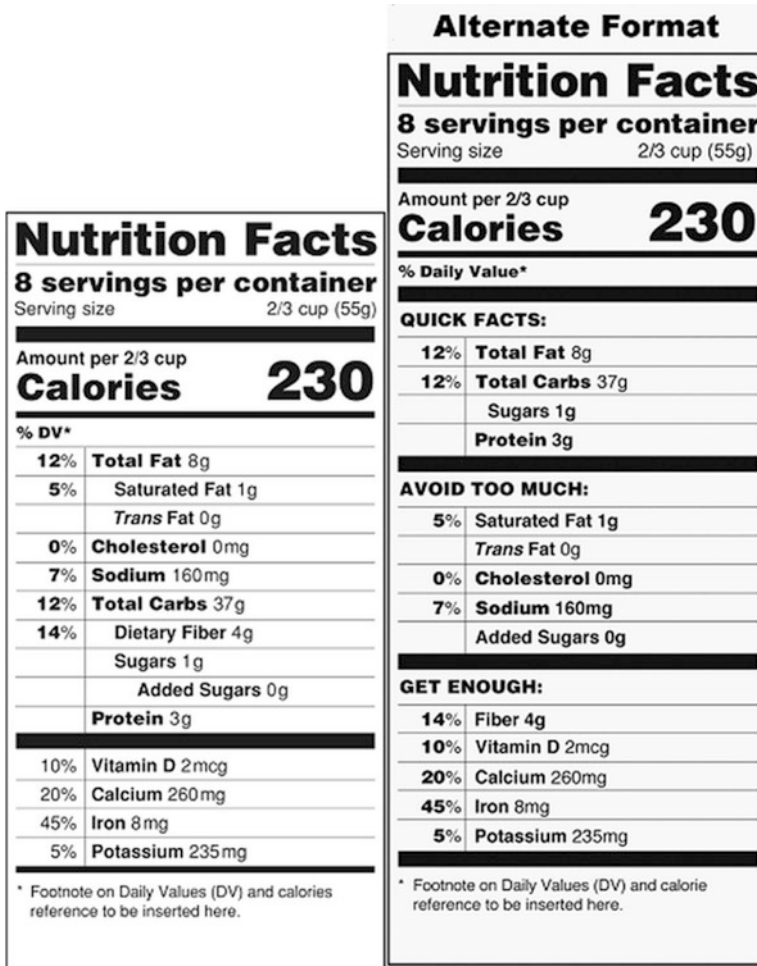 Nutrition Facts
8 servings per container
Serving size 2/3 cup (55g)
Amount per 2/3 cup
Calories 230
% DV*
12% Total Fat 8g
5% Saturated Fat 1g
Trans Fat 0g
0% Cholesterol 0mg
7% Sodium 160mg
12% Total Carbs 37g
14% Dietary Fiber 4g
Sugars 1g
Added Sugars 0g
Protein 3g
10% Vitamin D 2mcg
20% Calcium 260mg
45% Iron 8mg
5% Potassium 235mg
* Footnote on Daily Values (DV) and calories
reference to be inserted here.
Alternate Format
Nutrition Facts
8 servings per container
Serving size 2/3 cup (55g)
Amount per 2/3 cup
Calories 230
% Daily Value*
QUICK FACTS:
12% Total Fat 8g
12% Total Carbs 37g
Sugars 1g
Protein 3g
AVOID TOO MUCH:
5% Saturated Fat 1g
Trans Fat 0g
0% Cholesterol 0mg
7% Sodium 160mg
Added Sugars 0g
GET ENOUGH:
14% Fiber 4g
10% Vitamin D 2mcg
20% Calcium 260mg
45% Iron 8mg
5% Potassium 235mg
* Footnote on Daily Values (DV) and calorie
reference to be inserted here.